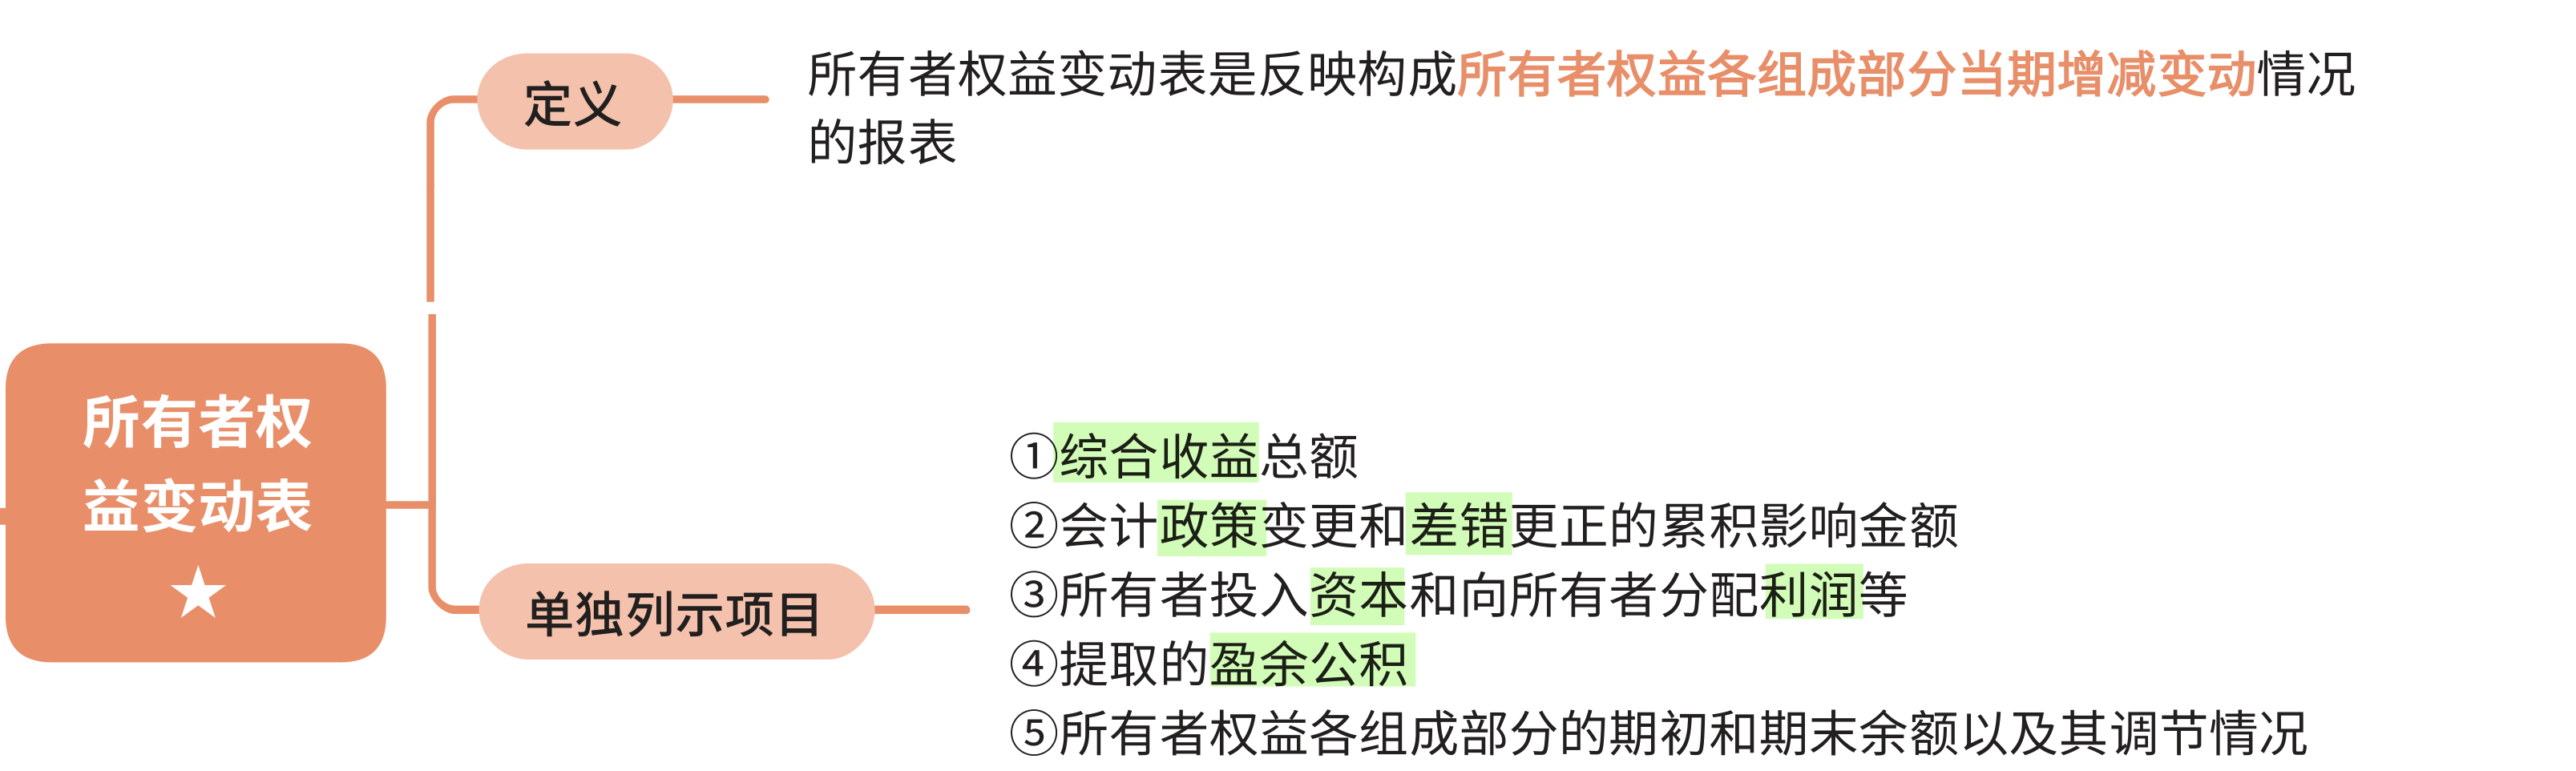 定义
所有者权益变动表是反映构成所有者权益各组成部分当期增减变动情况
的报表
所有者权
益变动表
★
单独列示项目
①综合收益总额
②会计政策变更和差错更正的累积影响金额
③所有者投入资本和向所有者分配利润等
④提取的盈余公积
⑤所有者权益各组成部分的期初和期末余额以及其调节情况